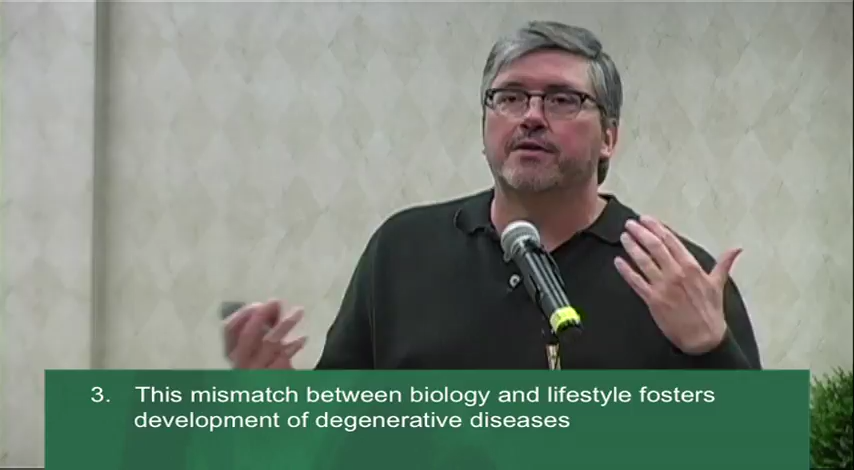 3. This mismatch between biology and lifestyle fosters
development of degenerative diseases